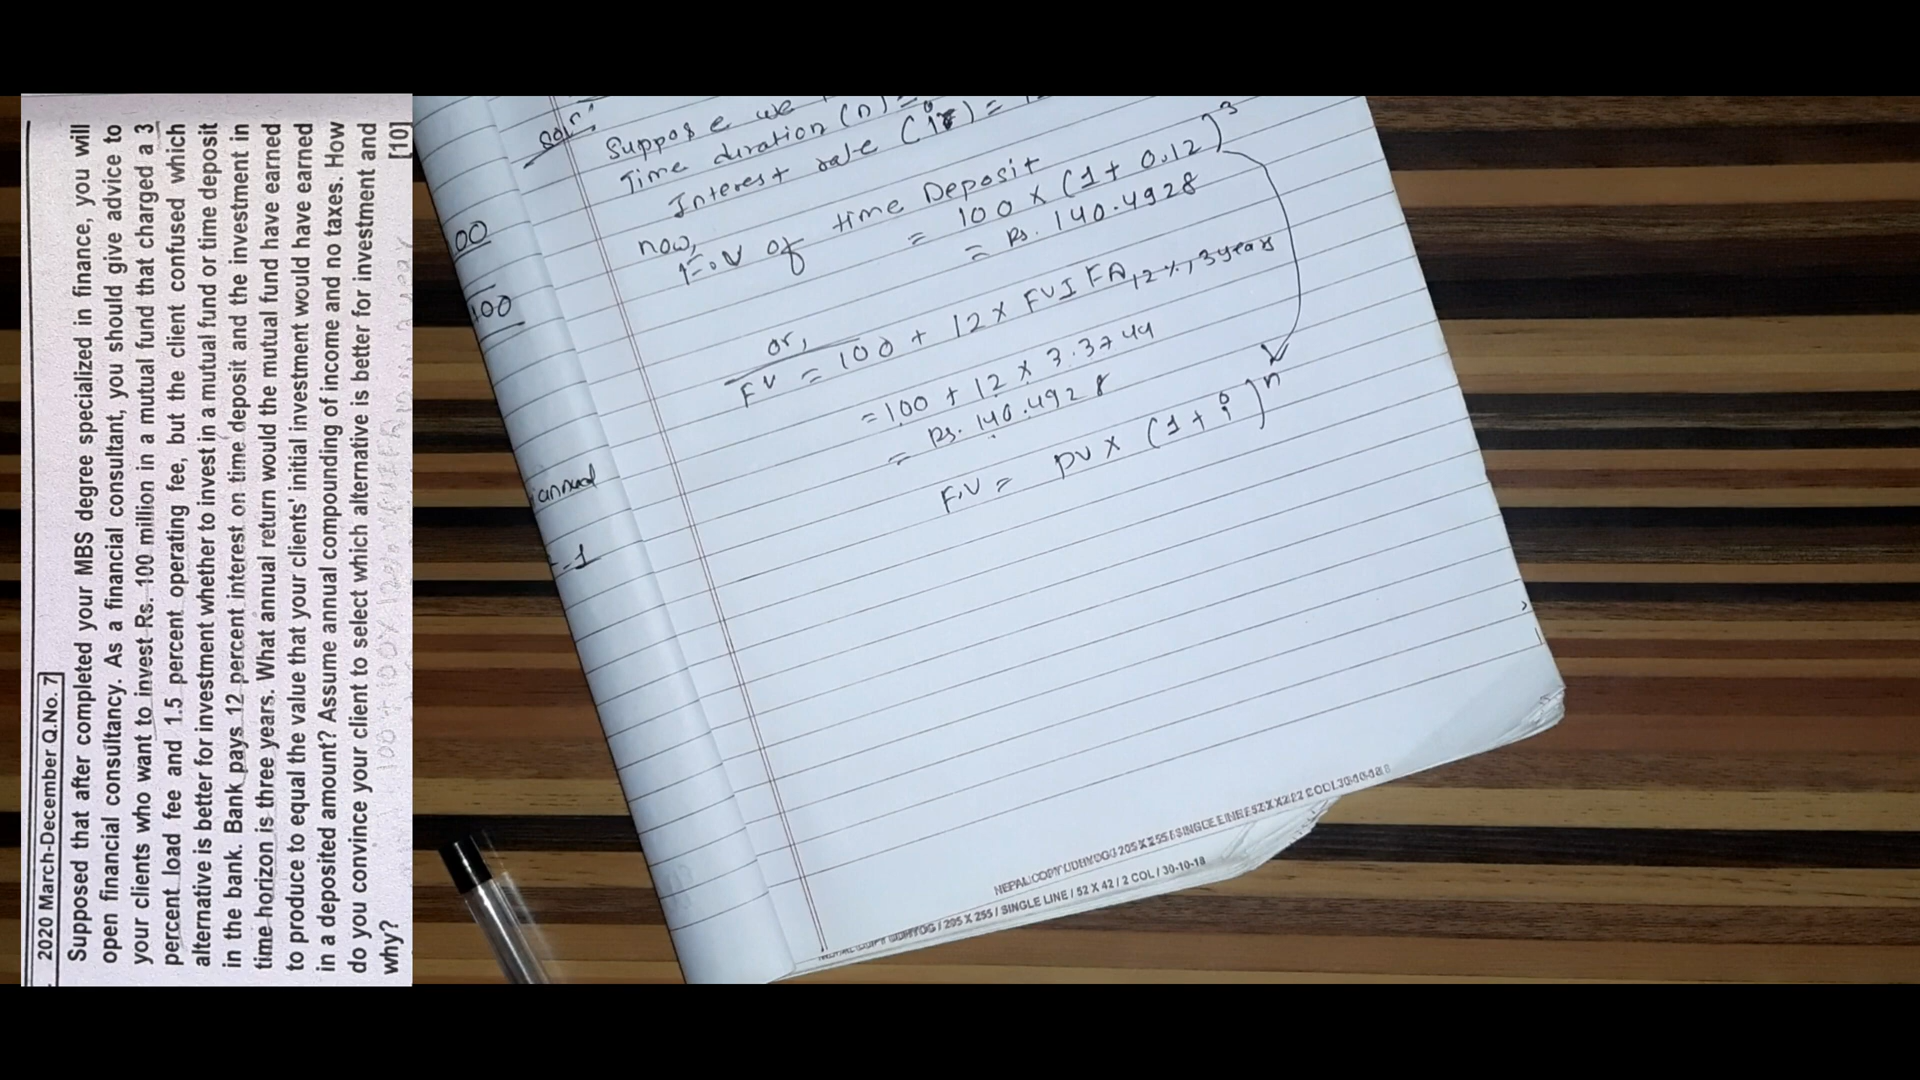 2020 March-December Q.No. 7
Supposed that after completed your MBS degree specialized in finance, you will
open financial consultancy. As a financial consultant, you should give advice to
your clients who want to invest Rs. 100 million in a mutual fund that charged a 3
percent load fee and 1.5 percent operating fee, but the client confused which
alternative is better for investment whether to invest in a mutual fund or time deposit
in the bank. Bank pays 12 percent interest on time deposit and the investment in
time horizon is three years. What annual return would the mutual fund have earned
to produce to equal the value that your clients' initial investment would have earned
in a deposited amount? Assume annual compounding of income and no taxes. How
do you convince your client to select which alternative is better for investment and
why? [10]
00
100
annual
-1
Soln:
Suppose we
Time duration (n) =
Interest rate (i) =
now,
F.V of time Deposit
= 100 x (1 + 0.12)^3
= Rs. 140.4928
or,
FV = 100 + 12 x FVIFA 12%, 3 years
= 100 + 12 x 3.3744
= Rs. 140.4928
F.V = PV x (1 + i)^n
/ 205 X 255 / SINGLE LINE / 52 X 42 / 2 COL / 30-10-18